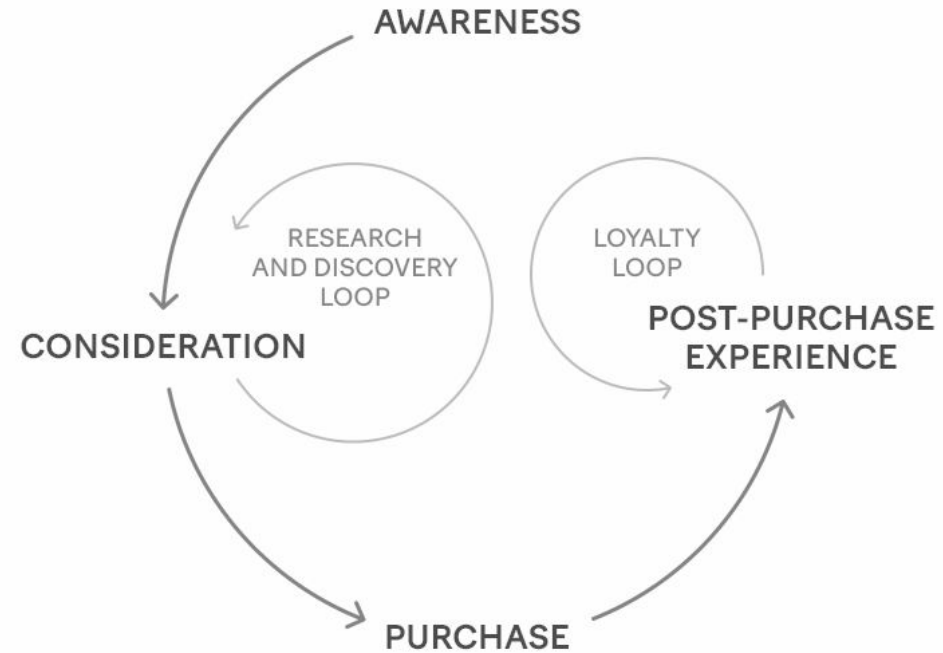 AWARENESS
RESEARCH
AND DISCOVERY
LOOP
LOYALTY
LOOP
CONSIDERATION
POST-PURCHASE
EXPERIENCE
PURCHASE